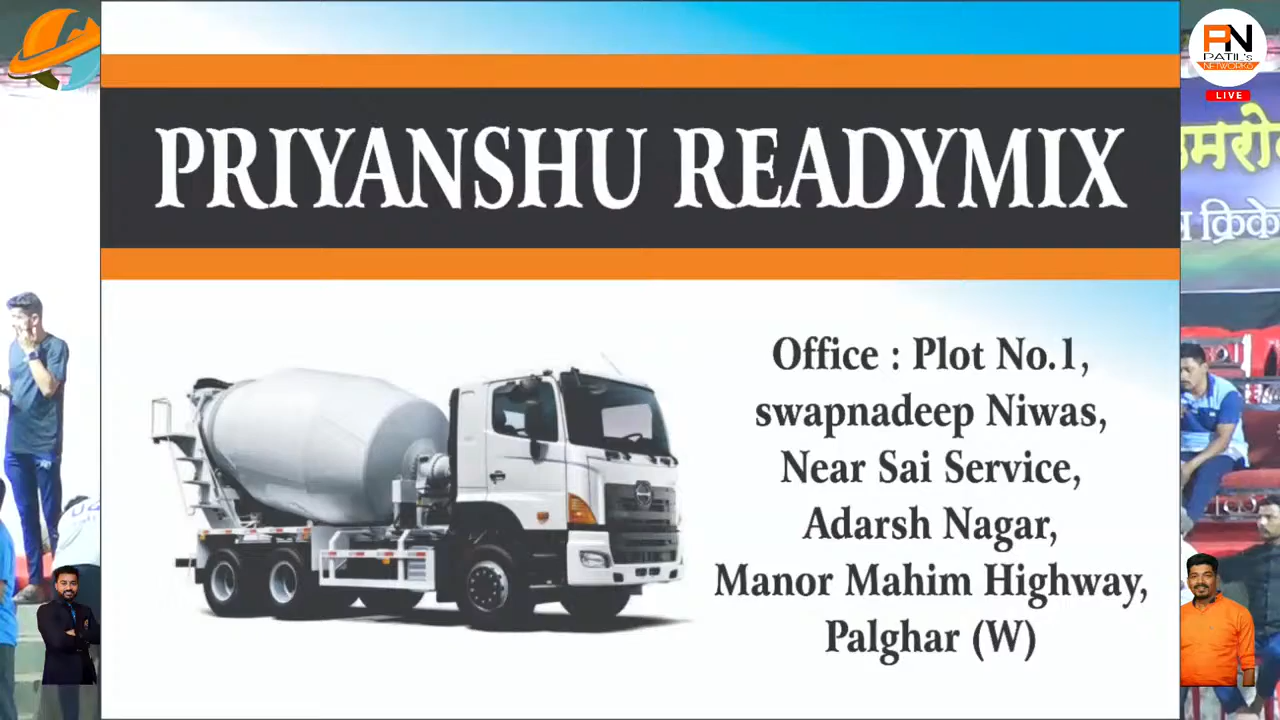 PN
PATIL's
NETWORKS
LIVE
PRIYANSHU READYMIX
क्रिके
Office : Plot No.1,
swapnadeep Niwas,
Near Sai Service,
Adarsh Nagar,
Manor Mahim Highway,
Palghar (W)